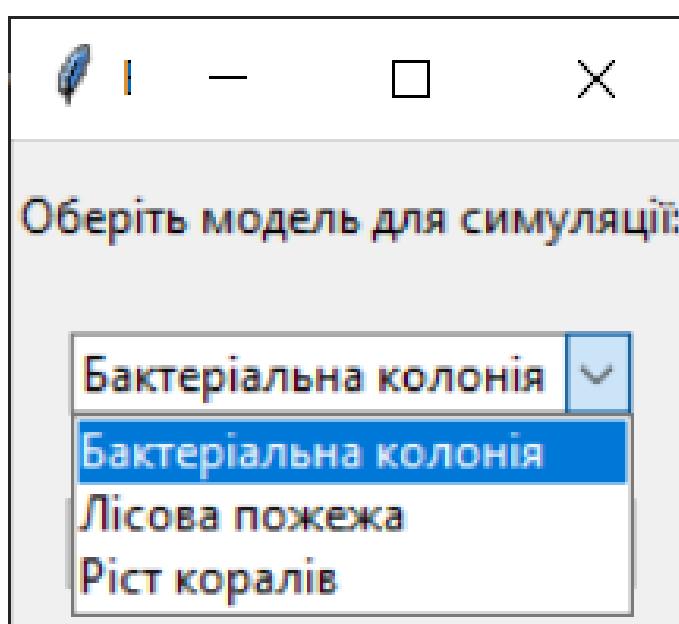 Оберіть модель для симуляції:
Бактеріальна колонія
Бактеріальна колонія
Лісова пожежа
Ріст коралів